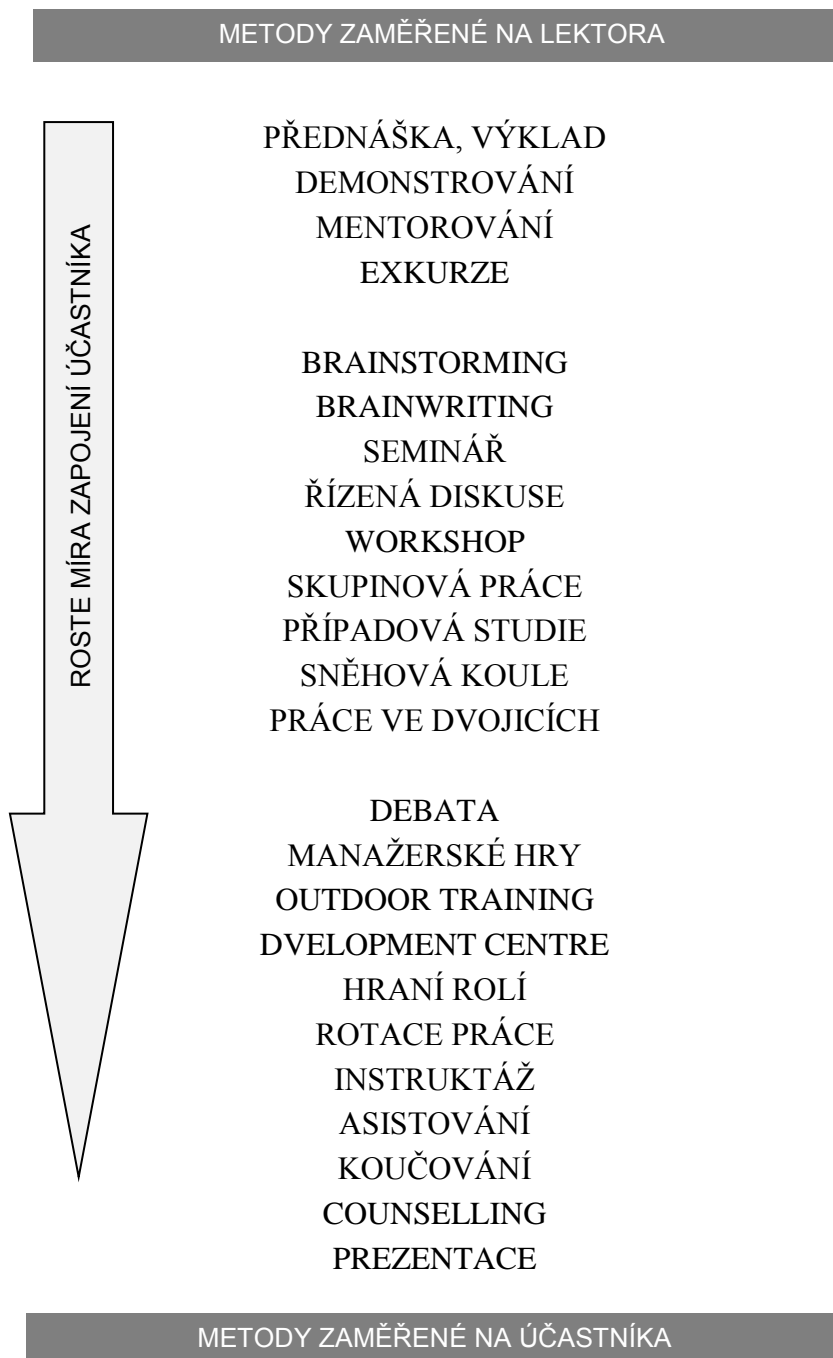 METODY ZAMĚŘENÉ NA LEKTORA
ROSTE MÍRA ZAPOJENÍ ÚČASTNÍKA
PŘEDNÁŠKA, VÝKLAD
DEMONSTROVÁNÍ
MENTOROVÁNÍ
EXKURZE
BRAINSTORMING
BRAINWRITING
SEMINÁŘ
ŘÍZENÁ DISKUSE
WORKSHOP
SKUPINOVÁ PRÁCE
PŘÍPADOVÁ STUDIE
SNĚHOVÁ KOULE
PRÁCE VE DVOJICÍCH
DEBATA
MANAŽERSKÉ HRY
OUTDOOR TRAINING
DVELOPMENT CENTRE
HRANÍ ROLÍ
ROTACE PRÁCE
INSTRUKTÁŽ
ASISTOVÁNÍ
KOUČOVÁNÍ
COUNSELLING
PREZENTACE
METODY ZAMĚŘENÉ NA ÚČASTNÍKA